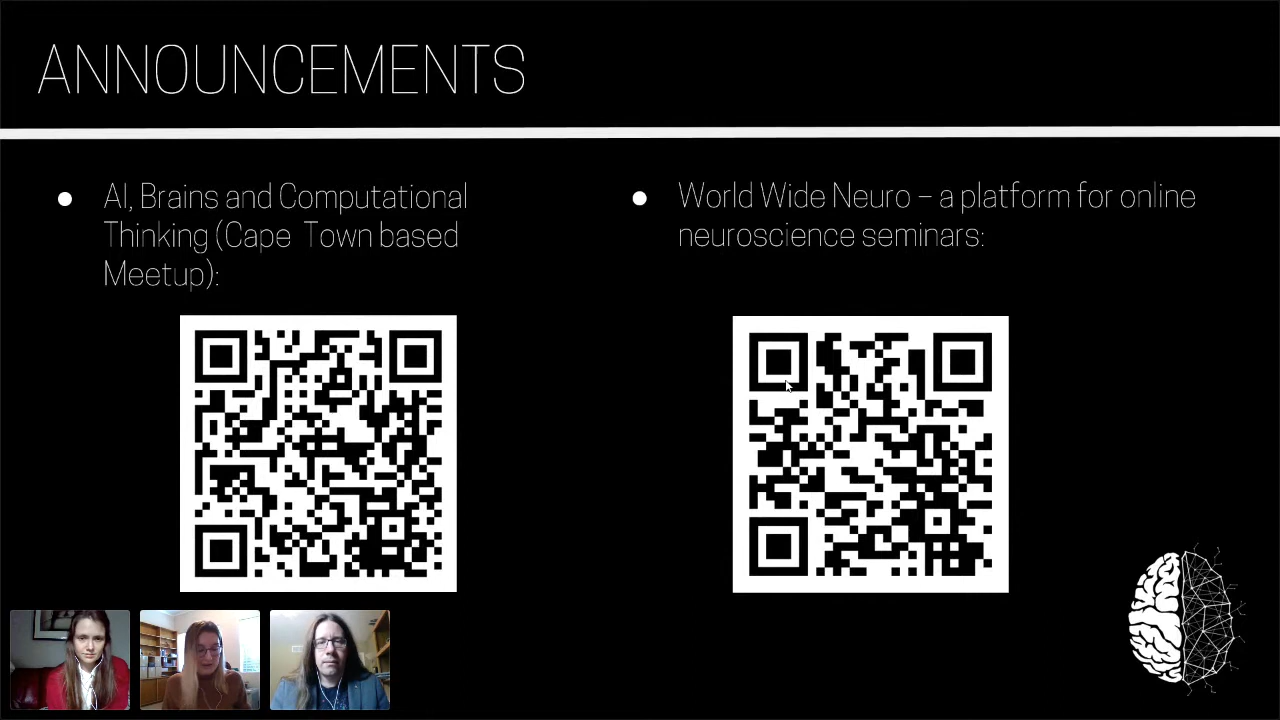 ANNOUNCEMENTS
AI, Brains and Computational
Thinking (Cape Town based
Meetup):
World Wide Neuro – a platform for online
neuroscience seminars: